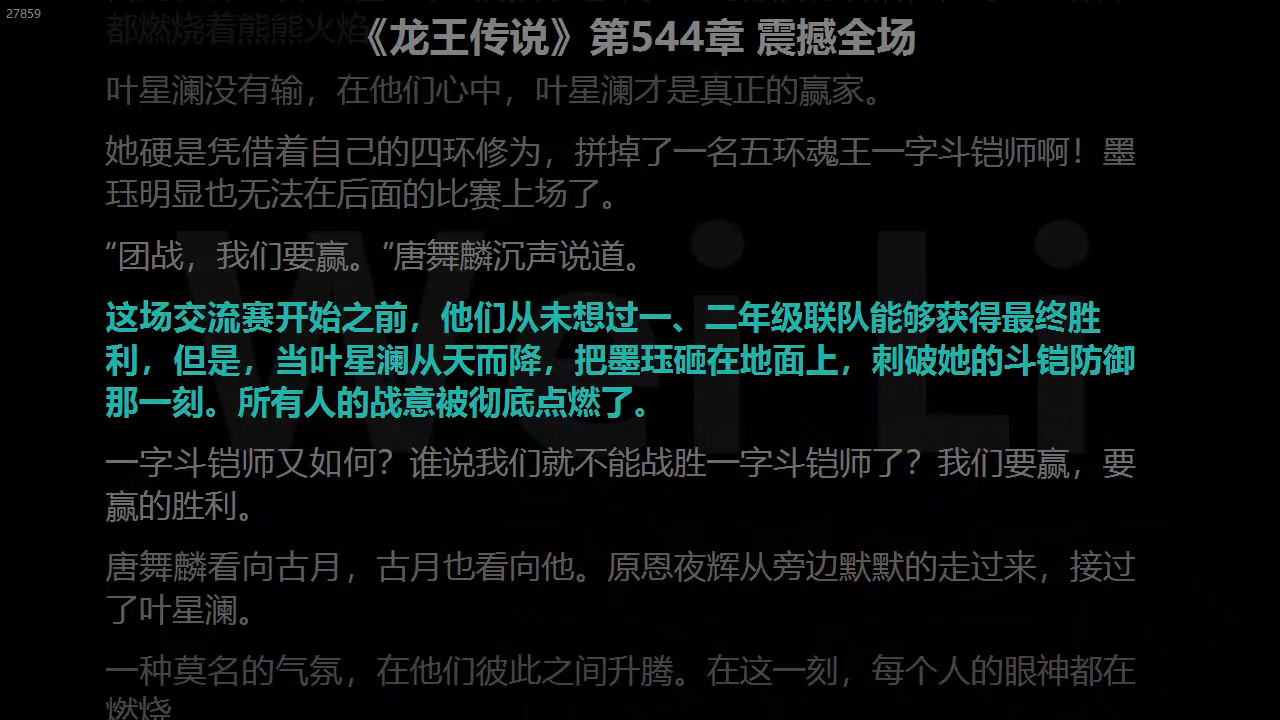 27859
都燃烧着熊熊火焰
《龙王传说》第544章 震撼全场
叶星澜没有输，在他们心中，叶星澜才是真正的赢家。
她硬是凭借着自己的四环修为，拼掉了一名五环魂王一字斗铠师啊！墨
珏明显也无法在后面的比赛上场了。
“团战，我们要赢。“唐舞麟沉声说道。
这场交流赛开始之前，他们从未想过一、二年级联队能够获得最终胜
利，但是，当叶星澜从天而降，把墨珏砸在地面上，刺破她的斗铠防御
那一刻。所有人的战意被彻底点燃了。
一字斗铠师又如何？谁说我们就不能战胜一字斗铠师了？我们要赢，要
赢的胜利。
唐舞麟看向古月，古月也看向他。原恩夜辉从旁边默默的走过来，接过
了叶星澜。
一种莫名的气氛，在他们彼此之间升腾。在这一刻，每个人的眼神都在
燃烧
Wei Li